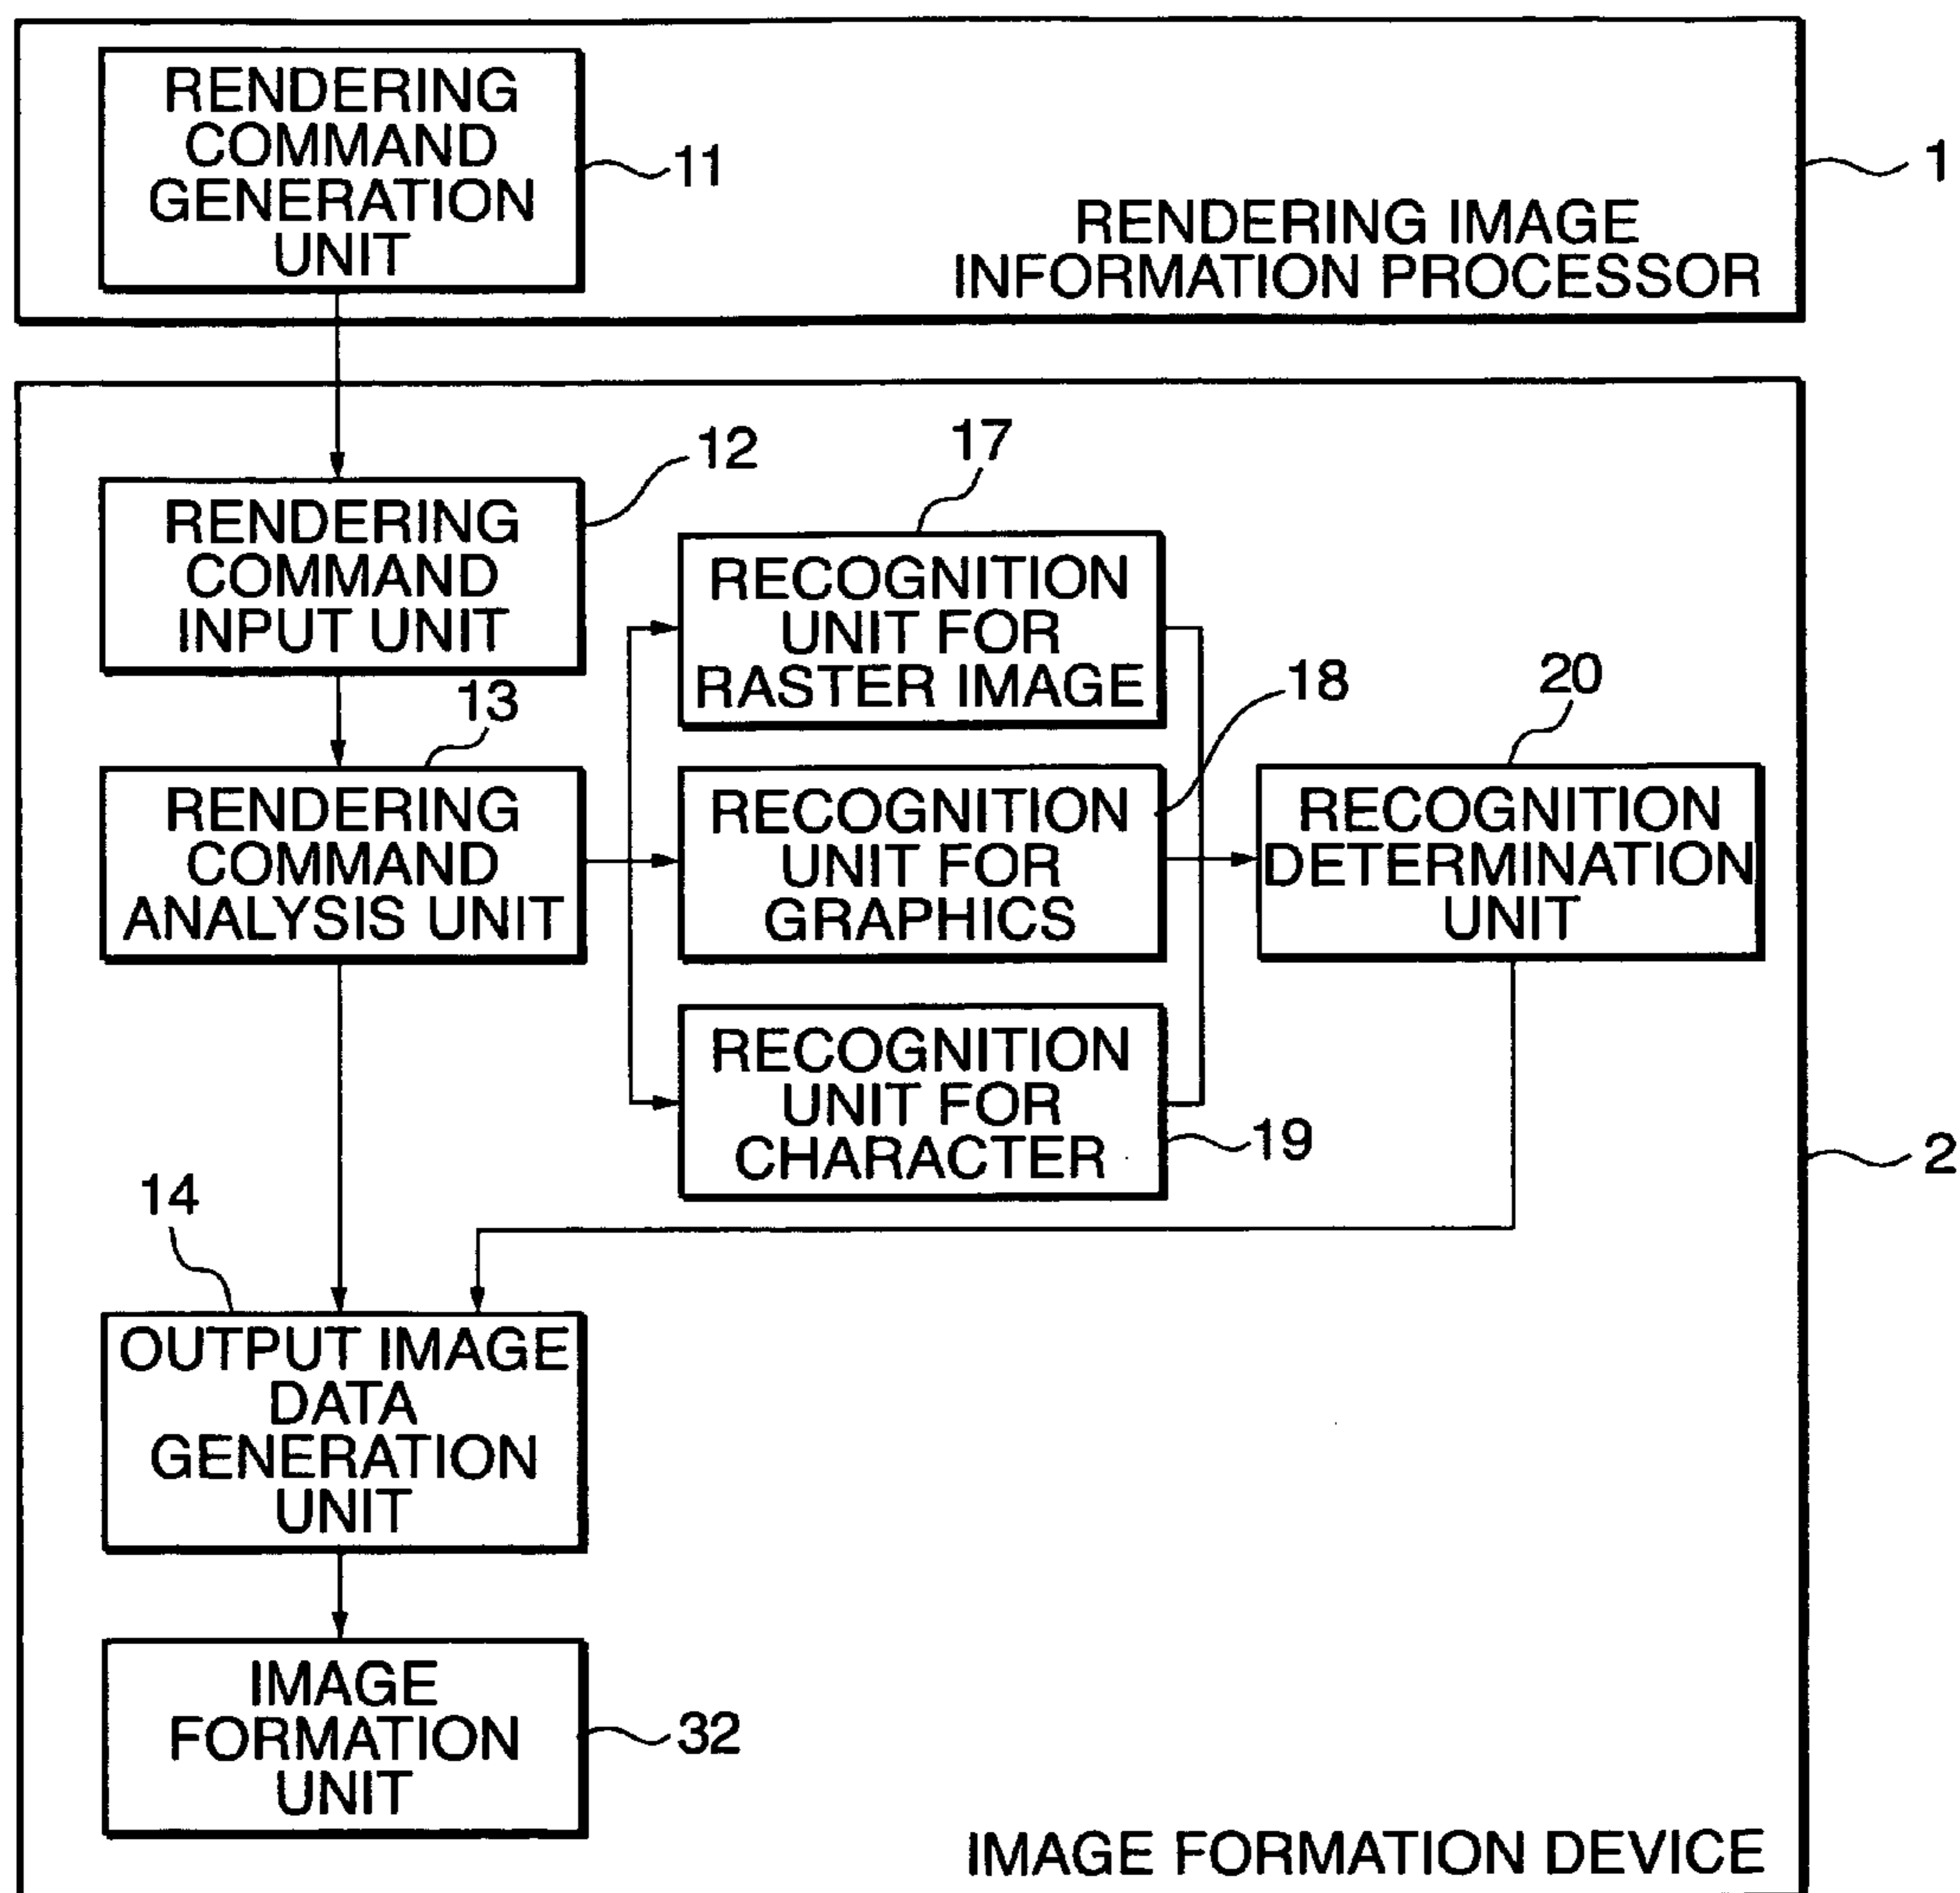 RENDERING
COMMAND
GENERATION
UNIT
11
1
RENDERING IMAGE
INFORMATION PROCESSOR
12
17
RENDERING
COMMAND
INPUT UNIT
RECOGNITION
UNIT FOR
RASTER IMAGE
13
18
20
RENDERING
COMMAND
ANALYSIS UNIT
RECOGNITION
UNIT FOR
GRAPHICS
RECOGNITION
DETERMINATION
UNIT
RECOGNITION
UNIT FOR
CHARACTER
19
2
14
OUTPUT IMAGE
DATA
GENERATION
UNIT
IMAGE
FORMATION
UNIT
32
IMAGE FORMATION DEVICE